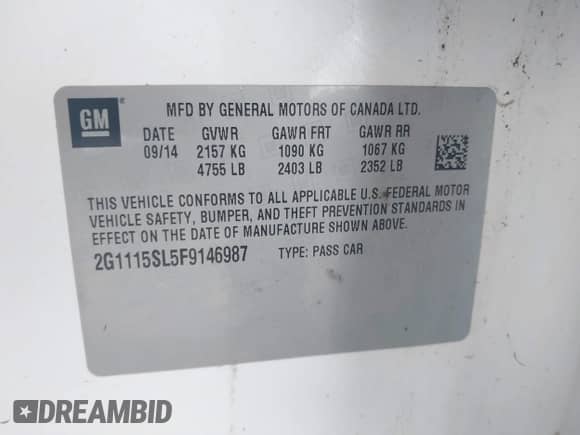 GM ®
MFD BY GENERAL MOTORS OF CANADA LTD.
DATE GVWR GAWR FRT GAWR RR
09/14 2157 KG 1090 KG 1067 KG
4755 LB 2403 LB 2352 LB
THIS VEHICLE CONFORMS TO ALL APPLICABLE U.S. FEDERAL MOTOR
VEHICLE SAFETY, BUMPER, AND THEFT PREVENTION STANDARDS IN
EFFECT ON THE DATE OF MANUFACTURE SHOWN ABOVE.
2G1115SL5F9146987 TYPE: PASS CAR
DREAMBID